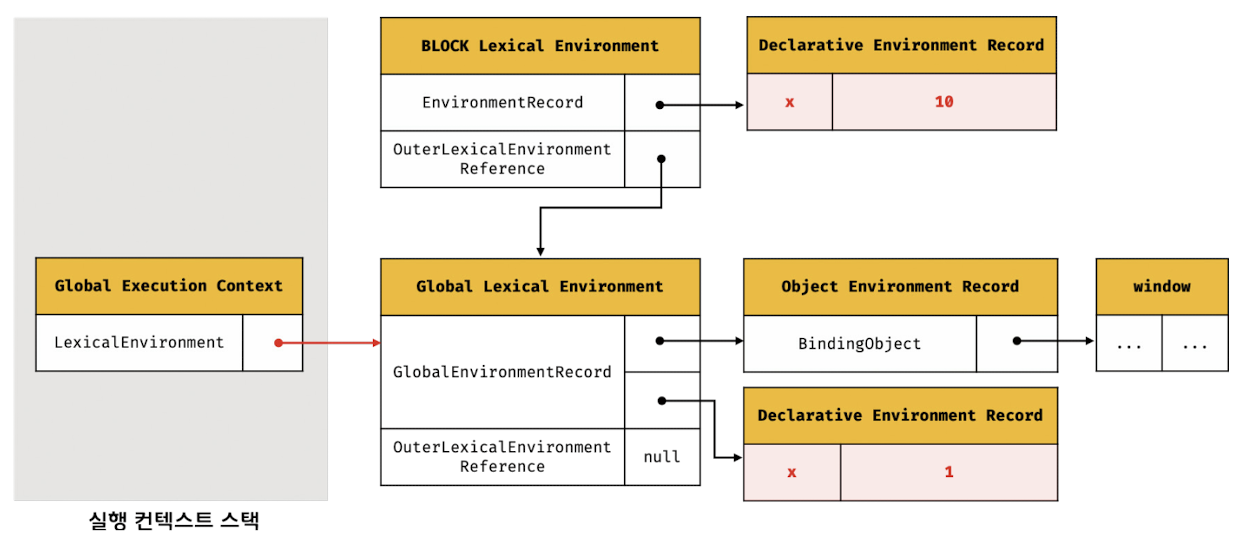 BLOCK Lexical Environment
EnvironmentRecord
OuterLexicalEnvironment
Reference
Declarative Environment Record
x 10
Global Execution Context
LexicalEnvironment
Global Lexical Environment
GlobalEnvironmentRecord
OuterLexicalEnvironment
Reference
null
Object Environment Record
BindingObject
window
... ...
Declarative Environment Record
x 1
실행 컨텍스트 스택